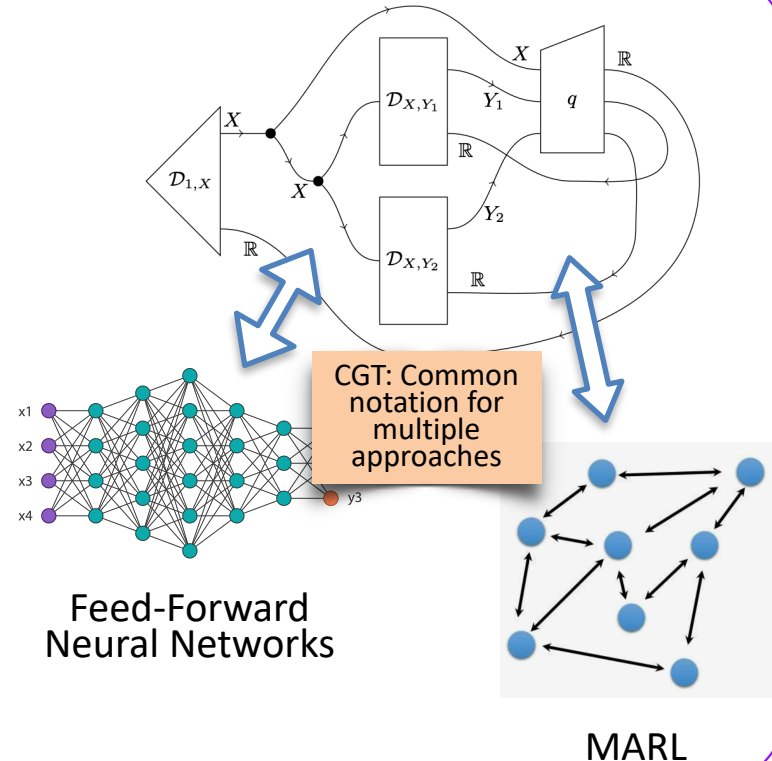 X
ℝ
𝒟_{X,Y_1}
Y_1
q
X
ℝ
𝒟_{1,X}
X
Y_2
ℝ
𝒟_{X,Y_2}
ℝ
CGT: Common
notation for
multiple
approaches
x1
x2
x3
x4
y3
Feed-Forward
Neural Networks
MARL